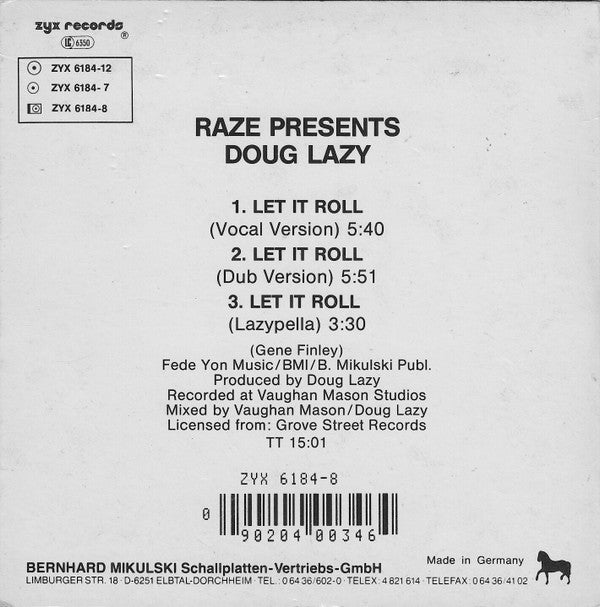 zyx records ®
LC 6350
ZYX 6184-12
ZYX 6184-7
ZYX 6184-8
RAZE PRESENTS
DOUG LAZY
1. LET IT ROLL
(Vocal Version) 5:40
2. LET IT ROLL
(Dub Version) 5:51
3. LET IT ROLL
(Lazypella) 3:30
(Gene Finley)
Fede Yon Music/BMI/B. Mikulski Publ.
Produced by Doug Lazy
Recorded at Vaughan Mason Studios
Mixed by Vaughan Mason/Doug Lazy
Licensed from: Grove Street Records
TT 15:01
ZYX 6184-8
0 90204 00346
BERNHARD MIKULSKI Schallplatten-Vertriebs-GmbH
Made in Germany
LIMBURGER STR. 18 · D-6251 ELBTAL-DORCHHEIM · TEL.: 0 64 36/602-0 · TELEX: 4 821 614 · TELEFAX: 0 64 36/41 02